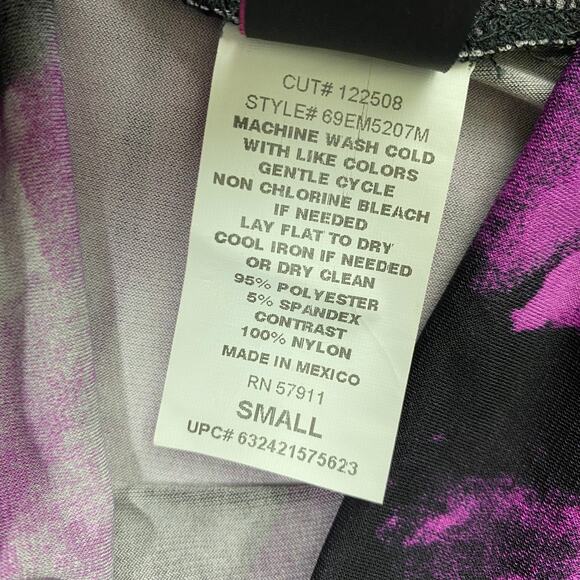 CUT# 122508
STYLE# 69EM5207M
MACHINE WASH COLD
WITH LIKE COLORS
GENTLE CYCLE
NON CHLORINE BLEACH
IF NEEDED
LAY FLAT TO DRY
COOL IRON IF NEEDED
OR DRY CLEAN
95% POLYESTER
5% SPANDEX
CONTRAST
100% NYLON
MADE IN MEXICO
RN 57911
SMALL
UPC# 632421575623